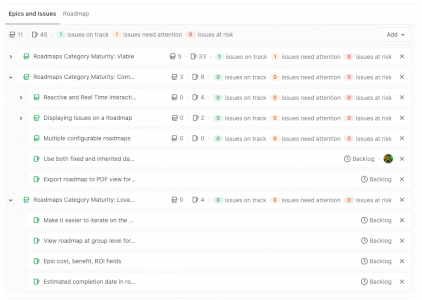 Epics and Issues Roadmap
11 · 45 · 1 issues on track 1 issues need attention 0 issues at risk Add
Roadmaps Category Maturity: Viable 5 · 33 · 1 issues on track 1 issues need attention 0 issues at risk
Roadmaps Category Maturity: Com... 3 · 8 · 0 issues on track 0 issues need attention 0 issues at risk
Reactive and Real Time Interacti... 0 · 4 · 0 issues on track 0 issues need attention 0 issues at risk
Displaying Issues on a Roadmap 0 · 2 · 0 issues on track 0 issues need attention 0 issues at risk
Multiple configurable roadmaps 0 · 0 · 0 issues on track 0 issues need attention 0 issues at risk
Use both fixed and inherited da... Backlog ·
Export roadmap to PDF view for... Backlog
Roadmaps Category Maturity: Lova... 0 · 4 · 0 issues on track 0 issues need attention 0 issues at risk
Make it easier to iterate on the ... Backlog
View roadmap at group level for... Backlog
Epic cost, benefit, ROI fields Backlog
Estimated completion date in ro... Backlog